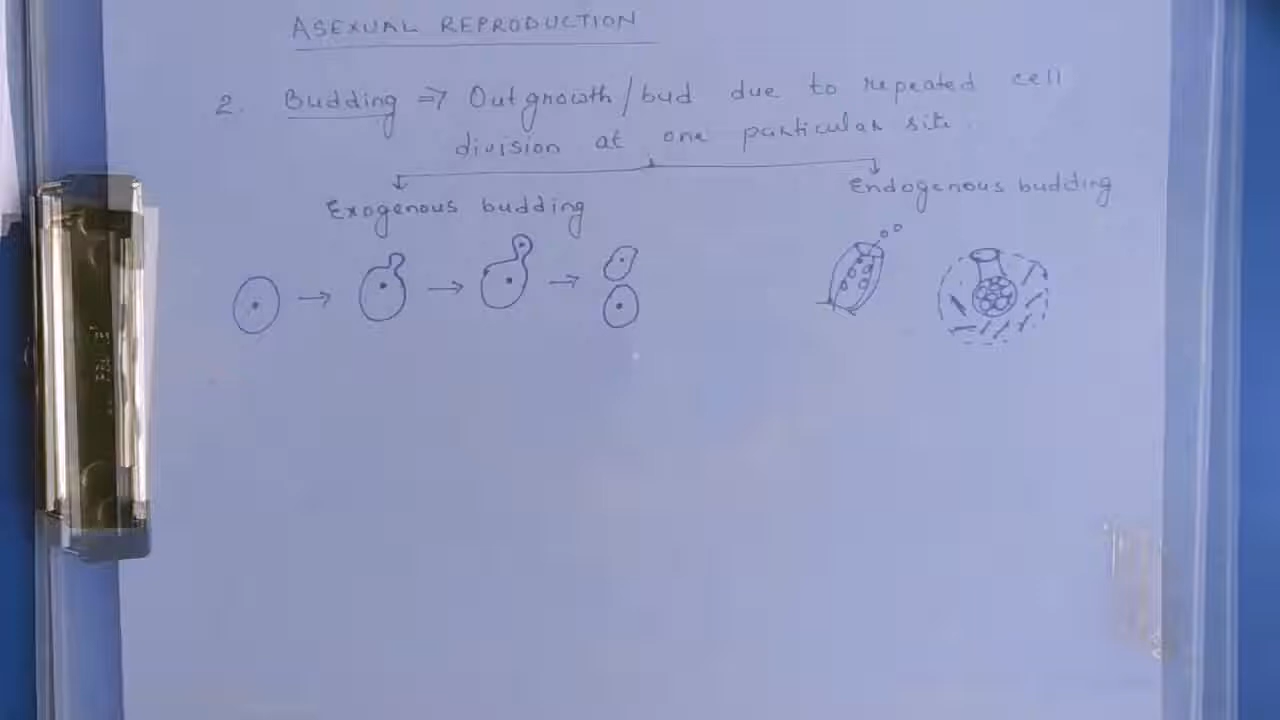 ASEXUAL REPRODUCTION
2. Budding => Outgrowth/bud due to repeated cell
division at one particular site.
Exogenous budding
Endogenous budding